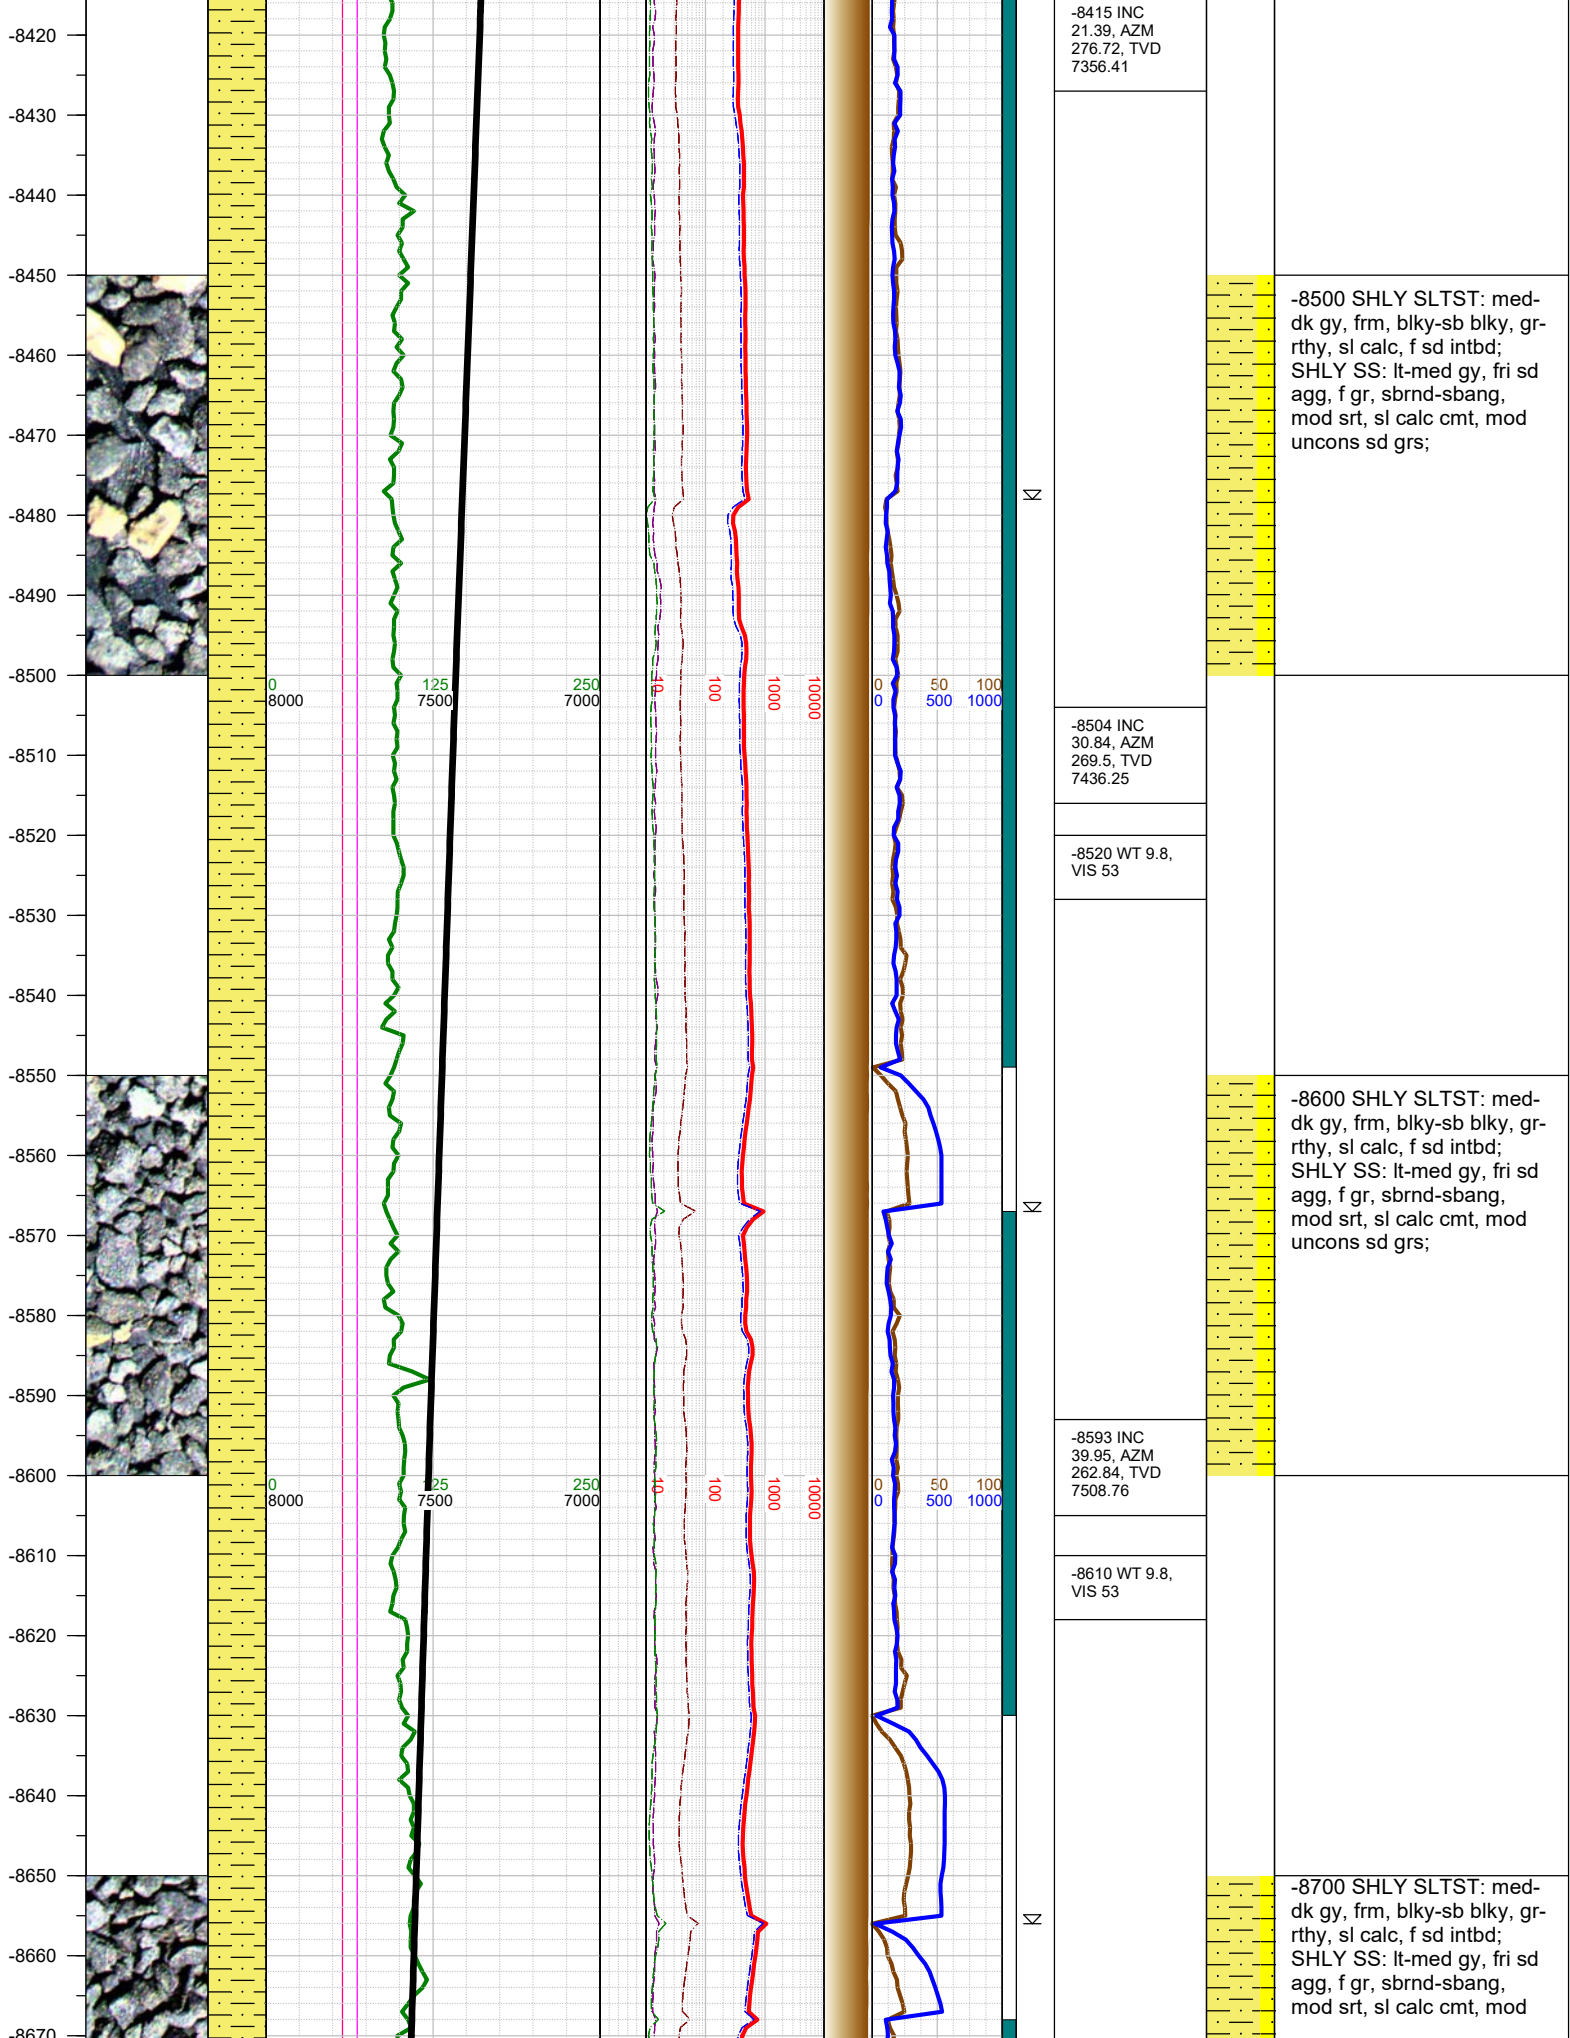 -8415 INC
21.39, AZM
276.72, TVD
7356.41
-8420
-8430
-8440
-8450
-8500 SHLY SLTST: med-
dk gy, frm, blky-sb blky, gr-
rthy, sl calc, f sd intbd;
SHLY SS: lt-med gy, fri sd
agg, f gr, sbrnd-sbang,
mod srt, sl calc cmt, mod
uncons sd grs;
-8460
-8470
-8480
-8490
-8500
0 125 250 10 100 1000 10000 0 50 100
8000 7500 7000 0 500 1000
-8504 INC
30.84, AZM
269.5, TVD
7436.25
-8510
-8520
-8520 WT 9.8,
VIS 53
-8530
-8540
-8550
-8600 SHLY SLTST: med-
dk gy, frm, blky-sb blky, gr-
rthy, sl calc, f sd intbd;
SHLY SS: lt-med gy, fri sd
agg, f gr, sbrnd-sbang,
mod srt, sl calc cmt, mod
uncons sd grs;
-8560
-8570
-8580
-8590
-8593 INC
39.95, AZM
262.84, TVD
7508.76
-8600
0 125 250 10 100 1000 10000 0 50 100
8000 7500 7000 0 500 1000
-8610
-8610 WT 9.8,
VIS 53
-8620
-8630
-8640
-8650
-8700 SHLY SLTST: med-
dk gy, frm, blky-sb blky, gr-
rthy, sl calc, f sd intbd;
SHLY SS: lt-med gy, fri sd
agg, f gr, sbrnd-sbang,
mod srt, sl calc cmt, mod
-8660
-8670